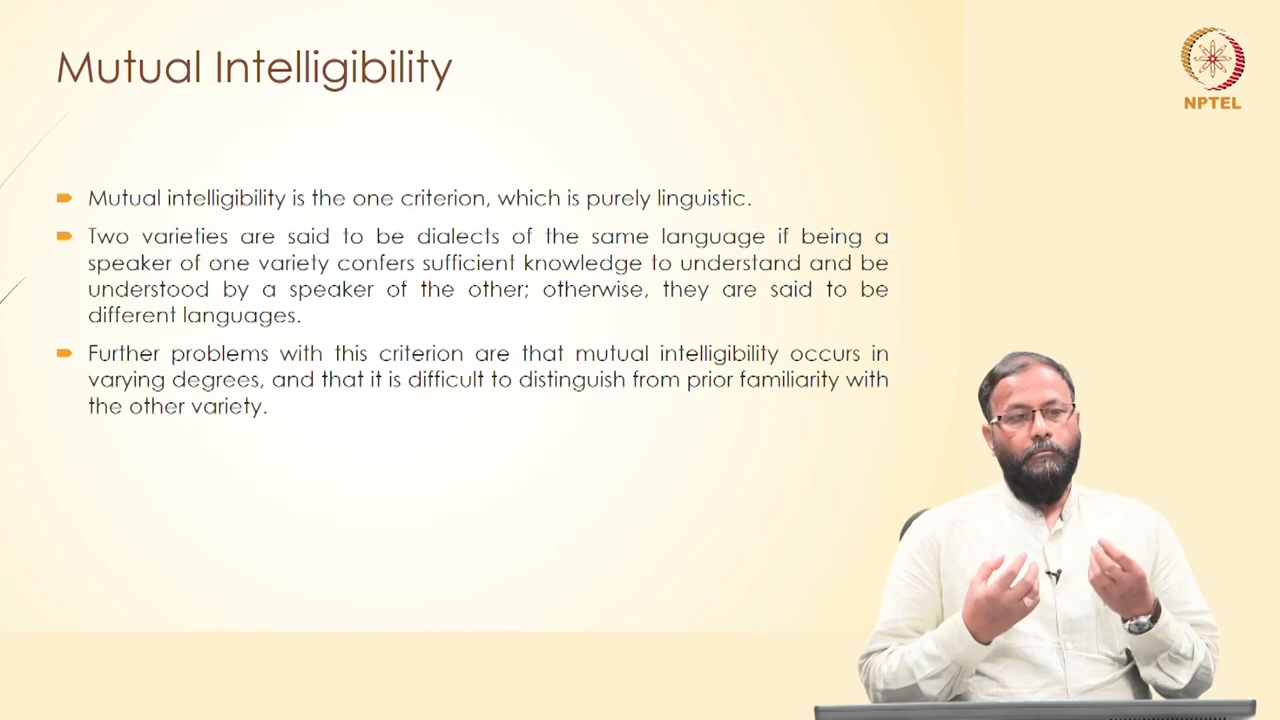 Mutual Intelligibility
NPTEL
Mutual intelligibility is the one criterion, which is purely linguistic.
Two varieties are said to be dialects of the same language if being a
speaker of one variety confers sufficient knowledge to understand and be
understood by a speaker of the other; otherwise, they are said to be
different languages.
Further problems with this criterion are that mutual intelligibility occurs in
varying degrees, and that it is difficult to distinguish from prior familiarity with
the other variety.